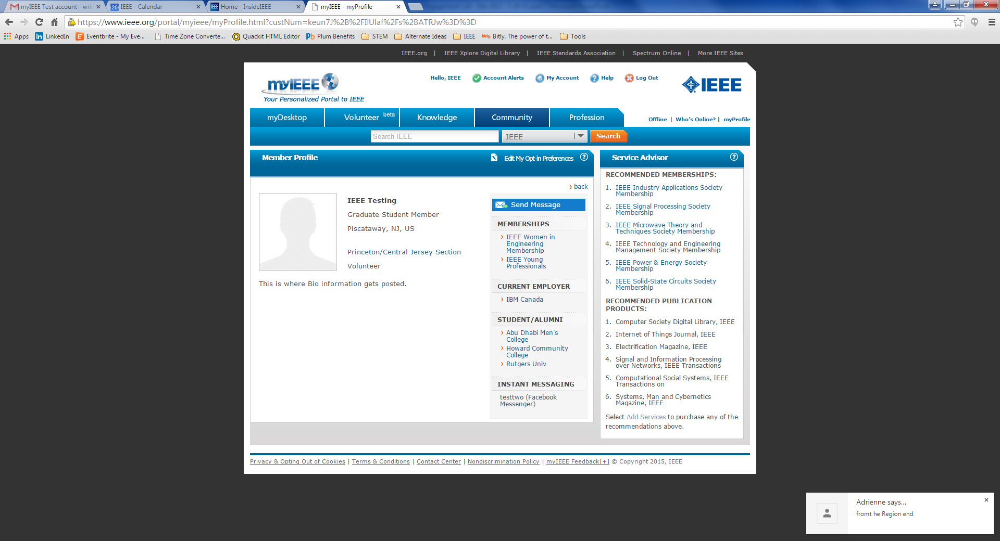 myIEEE Test account - wri
IEEE - Calendar
Home - InsideIEEE
myIEEE - myProfile
https://www.ieee.org/portal/myieee/myProfile.html?custNum=keun7J%2B%2FIlUlaf%2Fs%2BATRJw%3D%3D
Apps
LinkedIn
Eventbrite - My Eve...
Time Zone Converte...
Quackit HTML Editor
Plum Benefits
STEM
Alternate Ideas
IEEE
Bitly. The power of t...
Tools
IEEE.org | IEEE Xplore Digital Library | IEEE Standards Association | Spectrum Online | More IEEE Sites
myIEEE
Your Personalized Portal to IEEE
Hello, IEEE
Account Alerts
My Account
Help
Log Out
IEEE
myDesktop
Volunteer beta
Knowledge
Community
Profession
Offline | Who's Online? | myProfile
Search IEEE
IEEE
Search
Member Profile
Edit My Opt-in Preferences
› back
IEEE Testing
Graduate Student Member
Piscataway, NJ, US
Princeton/Central Jersey Section
Volunteer
This is where Bio information gets posted.
Send Message
MEMBERSHIPS
› IEEE Women in
Engineering
Membership
› IEEE Young
Professionals
CURRENT EMPLOYER
› IBM Canada
STUDENT/ALUMNI
› Abu Dhabi Men's
College
› Howard Community
College
› Rutgers Univ
INSTANT MESSAGING
testtwo (Facebook
Messenger)
Service Advisor
RECOMMENDED MEMBERSHIPS:
1. IEEE Industry Applications Society
Membership
2. IEEE Signal Processing Society
Membership
3. IEEE Microwave Theory and
Techniques Society Membership
4. IEEE Technology and Engineering
Management Society Membership
5. IEEE Power & Energy Society
Membership
6. IEEE Solid-State Circuits Society
Membership
RECOMMENDED PUBLICATION
PRODUCTS:
1. Computer Society Digital Library, IEEE
2. Internet of Things Journal, IEEE
3. Electrification Magazine, IEEE
4. Signal and Information Processing
over Networks, IEEE Transactions
5. Computational Social Systems, IEEE
Transactions on
6. Systems, Man and Cybernetics
Magazine, IEEE
Select Add Services to purchase any of the
recommendations above.
Privacy & Opting Out of Cookies | Terms & Conditions | Contact Center | Nondiscrimination Policy | myIEEE Feedback[+] © Copyright 2015, IEEE
Adrienne says...
fromt he Region end